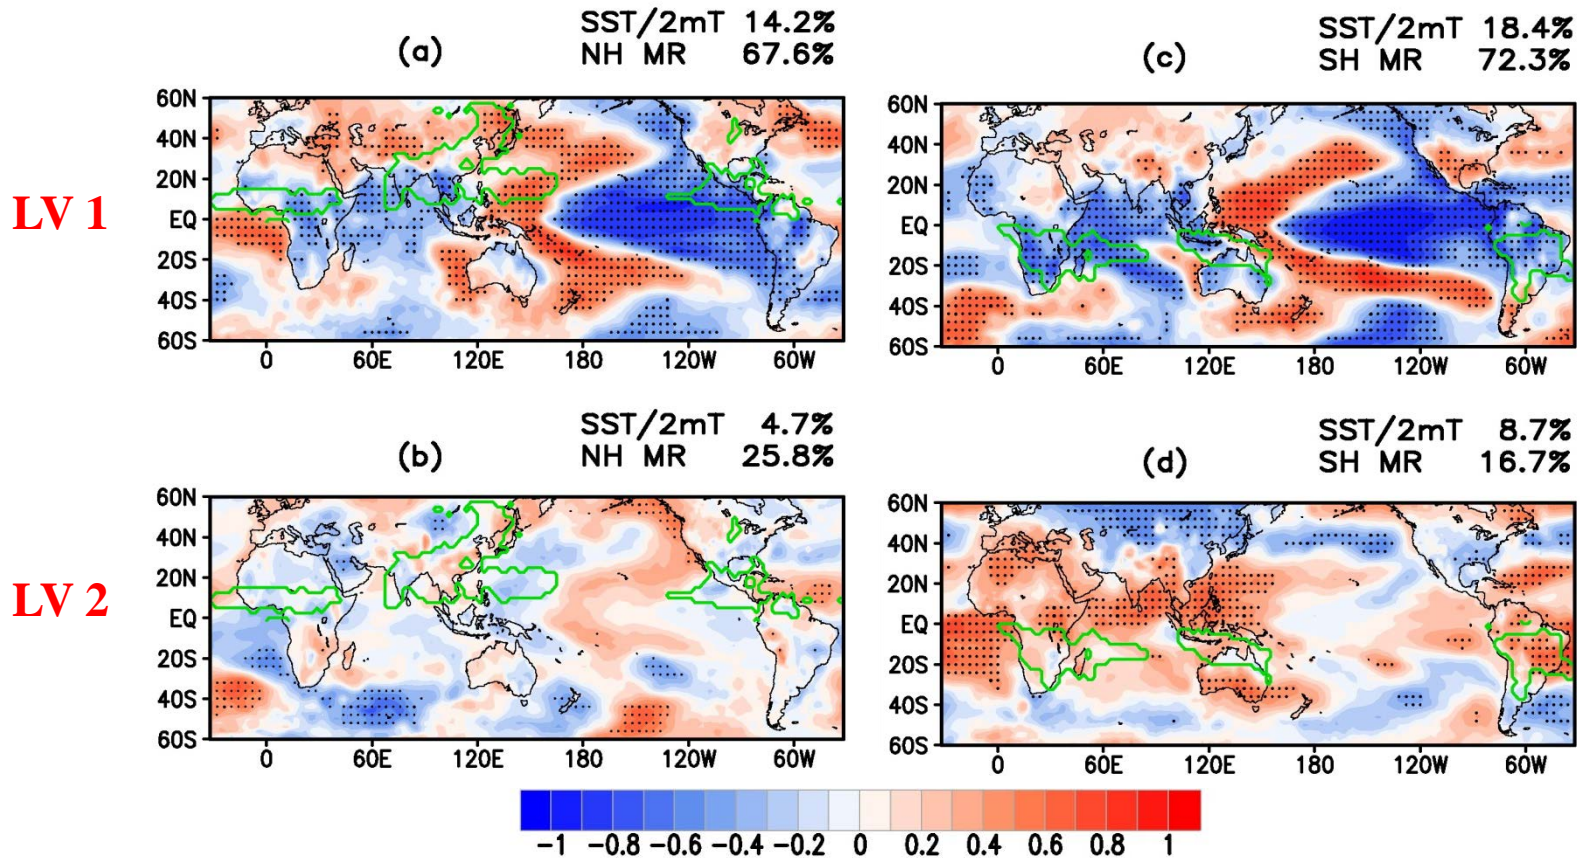 LV 1
(a)
SST/2mT 14.2%
NH MR 67.6%
60N
40N
20N
EQ
20S
40S
60S
0 60E 120E 180 120W 60W
(c)
SST/2mT 18.4%
SH MR 72.3%
60N
40N
20N
EQ
20S
40S
60S
0 60E 120E 180 120W 60W
LV 2
(b)
SST/2mT 4.7%
NH MR 25.8%
60N
40N
20N
EQ
20S
40S
60S
0 60E 120E 180 120W 60W
(d)
SST/2mT 8.7%
SH MR 16.7%
60N
40N
20N
EQ
20S
40S
60S
0 60E 120E 180 120W 60W
-1 -0.8 -0.6 -0.4 -0.2 0 0.2 0.4 0.6 0.8 1